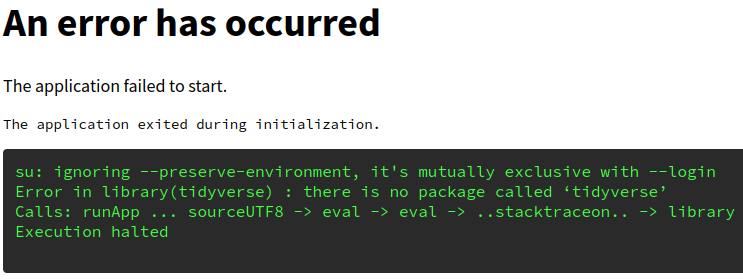 An error has occurred
The application failed to start.
The application exited during initialization.
su: ignoring --preserve-environment, it's mutually exclusive with --login
Error in library(tidyverse) : there is no package called ‘tidyverse’
Calls: runApp ... sourceUTF8 -> eval -> eval -> ..stacktraceon.. -> library
Execution halted